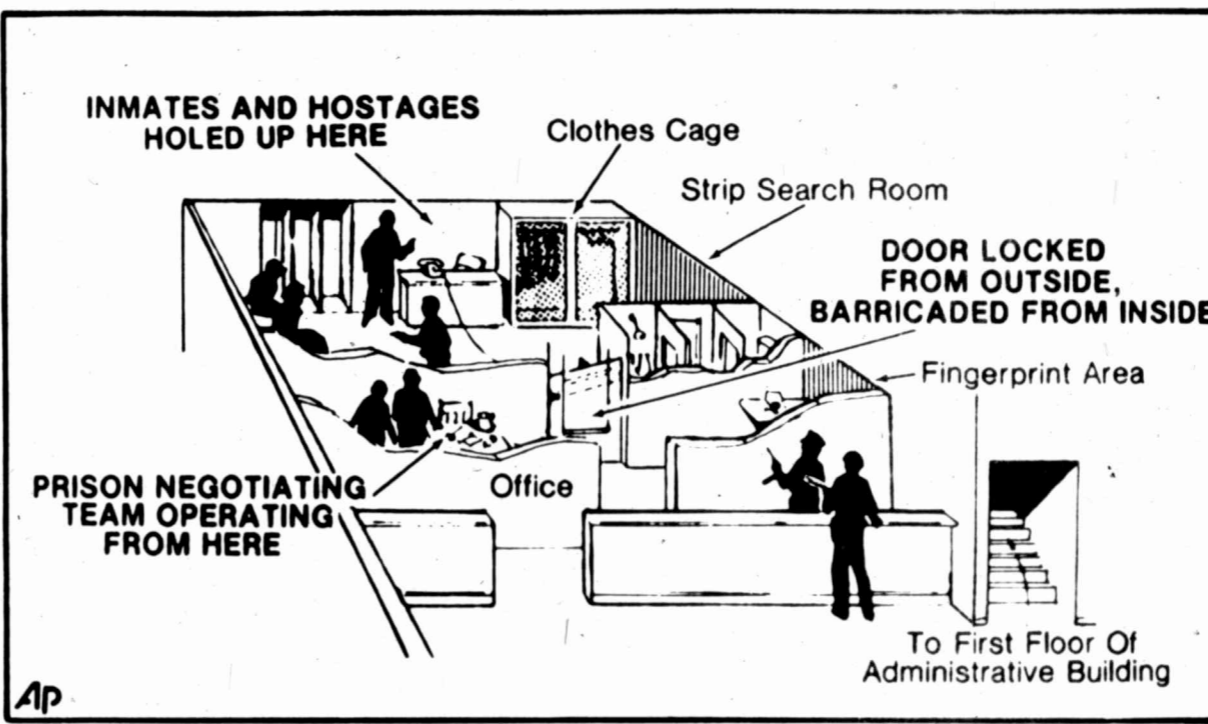 INMATES AND HOSTAGES
HOLED UP HERE
Clothes Cage
Strip Search Room
DOOR LOCKED
FROM OUTSIDE,
BARRICADED FROM INSIDE
Fingerprint Area
PRISON NEGOTIATING
TEAM OPERATING
FROM HERE
Office
To First Floor Of
Administrative Building
AP